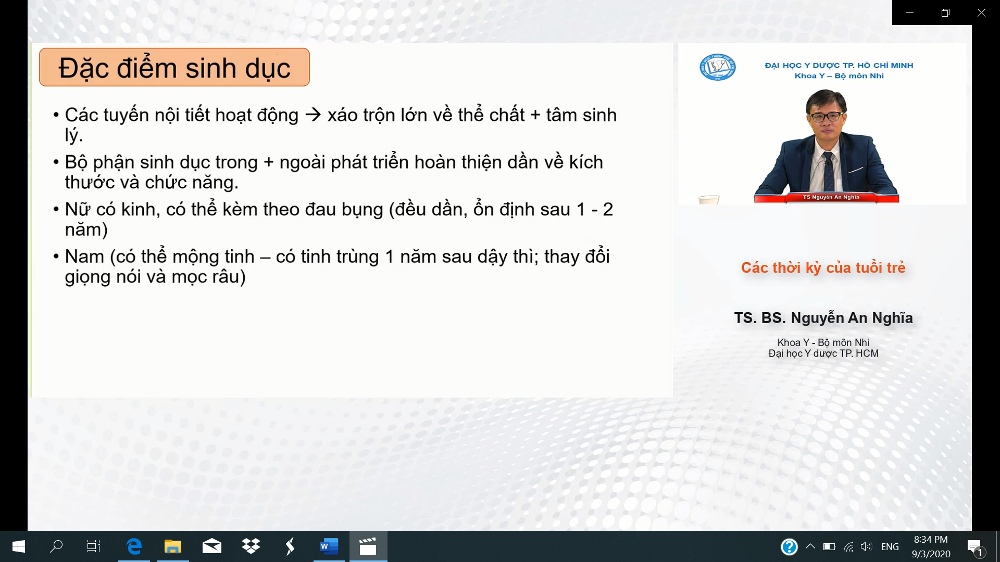 Đặc điểm sinh dục
• Các tuyến nội tiết hoạt động → xáo trộn lớn về thể chất + tâm sinh
lý.
• Bộ phận sinh dục trong + ngoài phát triển hoàn thiện dần về kích
thước và chức năng.
• Nữ có kinh, có thể kèm theo đau bụng (đều dần, ổn định sau 1 - 2
năm)
• Nam (có thể mộng tinh – có tinh trùng 1 năm sau dậy thì; thay đổi
giọng nói và mọc râu)
ĐẠI HỌC Y DƯỢC TP. HỒ CHÍ MINH
Khoa Y – Bộ môn Nhi
TS Nguyễn An Nghĩa
Các thời kỳ của tuổi trẻ
TS. BS. Nguyễn An Nghĩa
Khoa Y - Bộ môn Nhi
Đại học Y dược TP. HCM
W
ENG
8:34 PM
9/3/2020
1